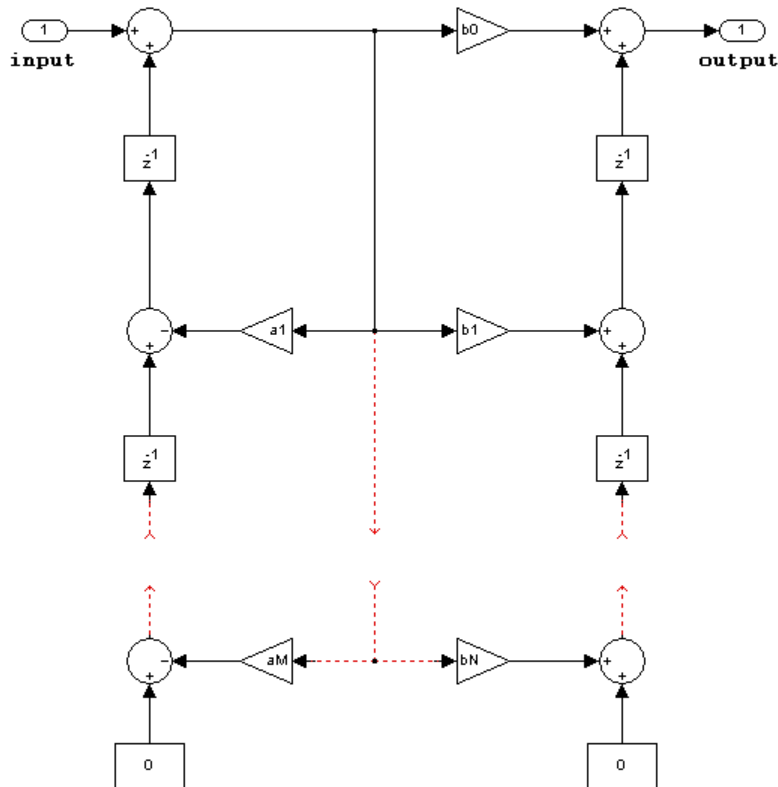 1 + + b0 + + 1
input output
z-1 z-1
- + a1 b1 + +
z-1 z-1
- + aM bN + +
0 0